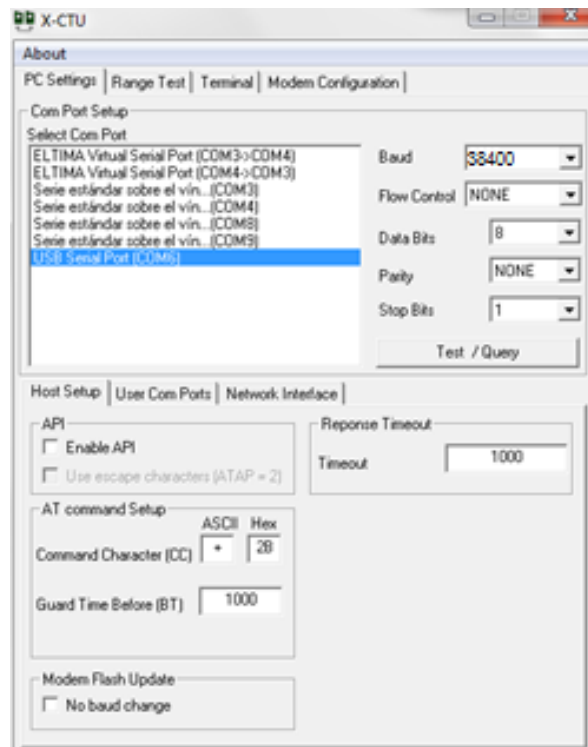 X-CTU
About
PC Settings Range Test Terminal Modem Configuration
Com Port Setup
Select Com Port
ELTIMA Virtual Serial Port (COM3->COM4)
ELTIMA Virtual Serial Port (COM4->COM3)
Serie estándar sobre el vín...(COM3)
Serie estándar sobre el vín...(COM4)
Serie estándar sobre el vín...(COM8)
Serie estándar sobre el vín...(COM9)
USB Serial Port (COM6)
Baud 38400
Flow Control NONE
Data Bits 8
Parity NONE
Stop Bits 1
Test / Query
Host Setup User Com Ports Network Interface
API
Enable API
Use escape characters (ATAP = 2)
Reponse Timeout
Timeout 1000
AT command Setup
ASCII Hex
Command Character (CC) + 2B
Guard Time Before (BT) 1000
Modem Flash Update
No baud change